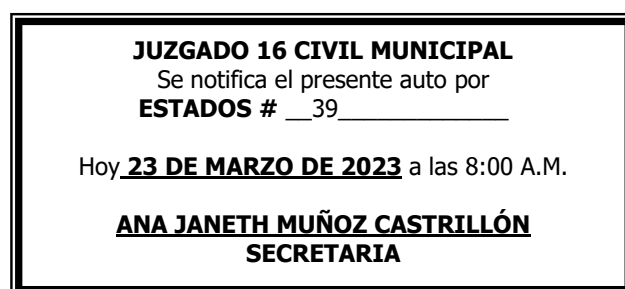 JUZGADO 16 CIVIL MUNICIPAL
Se notifica el presente auto por
ESTADOS # __39______________
Hoy 23 DE MARZO DE 2023 a las 8:00 A.M.
ANA JANETH MUÑOZ CASTRILLÓN
SECRETARIA